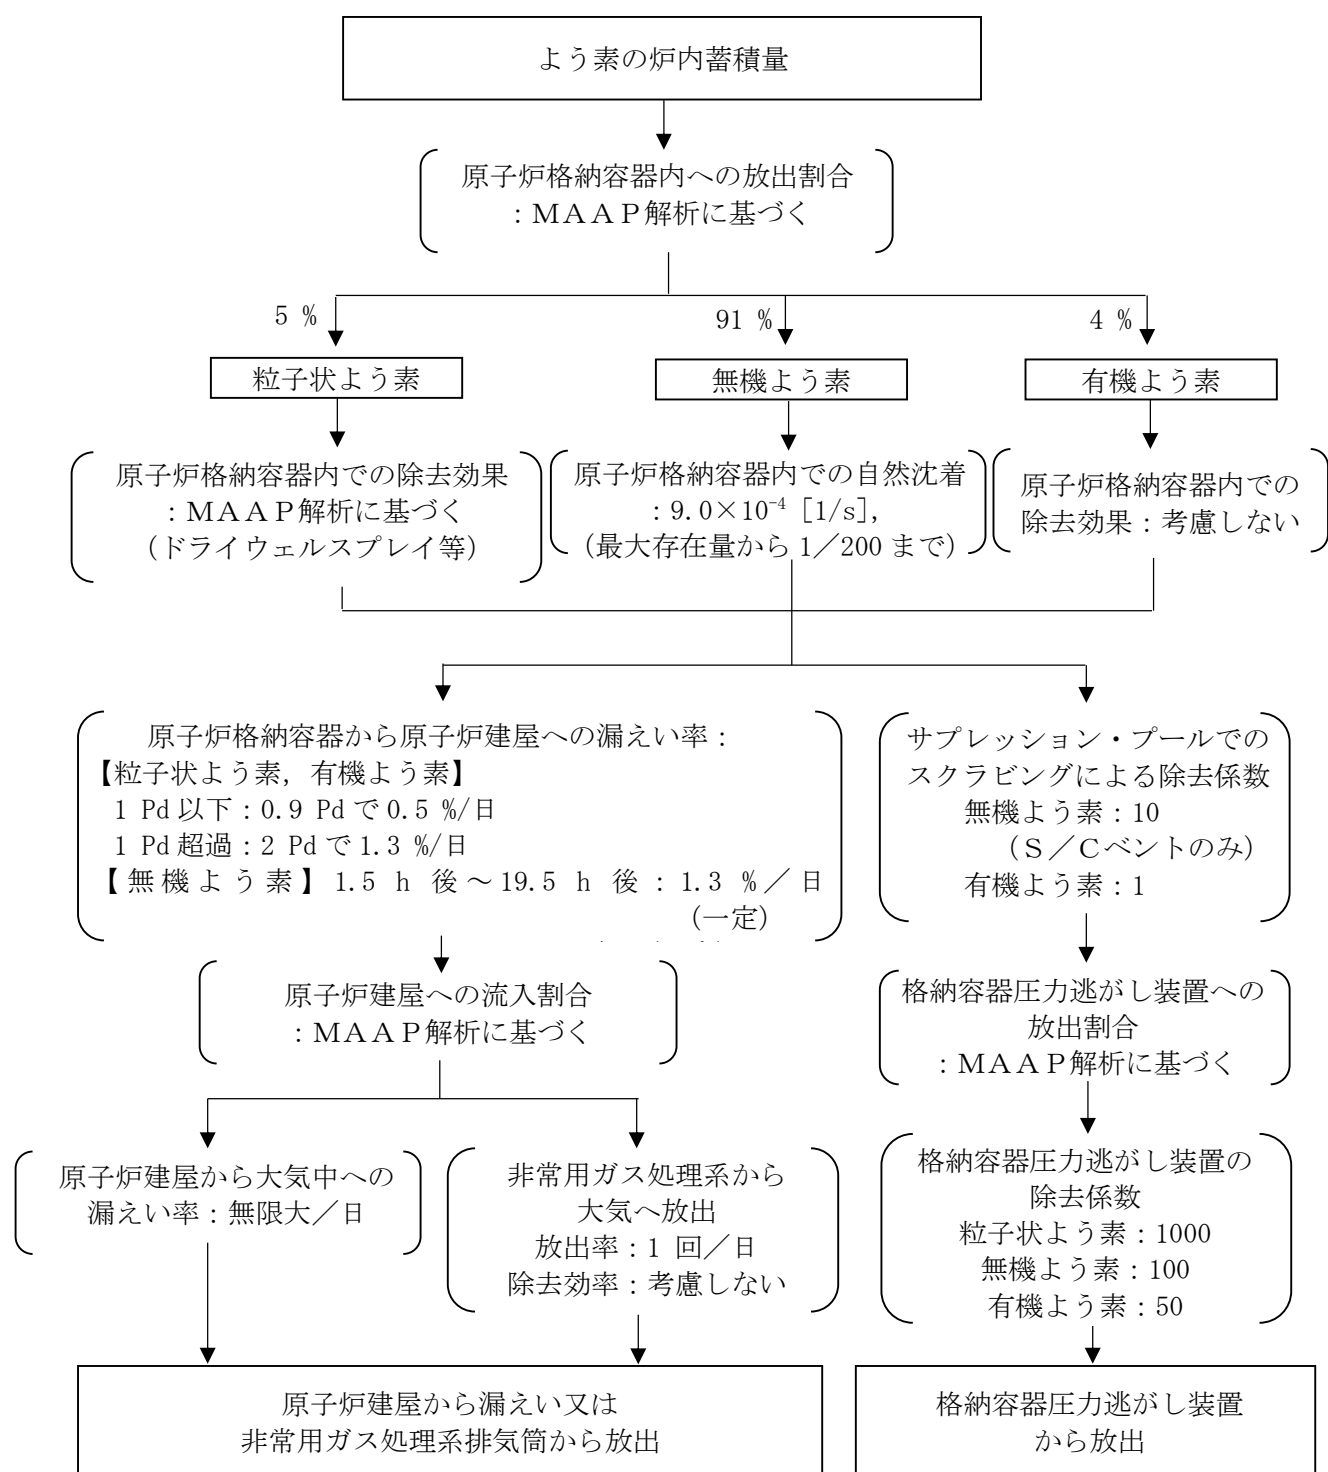 よう素の炉内蓄積量
原子炉格納容器内への放出割合
：ＭＡＡＰ解析に基づく
5 %
91 %
4 %
粒子状よう素
無機よう素
有機よう素
原子炉格納容器内での除去効果
：ＭＡＡＰ解析に基づく
（ドライウェルスプレイ等）
原子炉格納容器内での自然沈着
：9.0×10⁻⁴ [1/s],
（最大存在量から 1／200 まで）
原子炉格納容器内での
除去効果：考慮しない
原子炉格納容器から原子炉建屋への漏えい率：
【粒子状よう素, 有機よう素】
1 Pd 以下：0.9 Pd で 0.5 %/日
1 Pd 超過：2 Pd で 1.3 %/日
【無機よう素】1.5 h 後～19.5 h 後：1.3 %／日
（一定）
サプレッション・プールでの
スクラビングによる除去係数
無機よう素：10
（Ｓ／Ｃベントのみ）
有機よう素：1
原子炉建屋への流入割合
：ＭＡＡＰ解析に基づく
格納容器圧力逃がし装置への
放出割合
：ＭＡＡＰ解析に基づく
原子炉建屋から大気中への
漏えい率：無限大／日
非常用ガス処理系から
大気へ放出
放出率：1 回／日
除去効率：考慮しない
格納容器圧力逃がし装置の
除去係数
粒子状よう素：1000
無機よう素：100
有機よう素：50
原子炉建屋から漏えい又は
非常用ガス処理系排気筒から放出
格納容器圧力逃がし装置
から放出